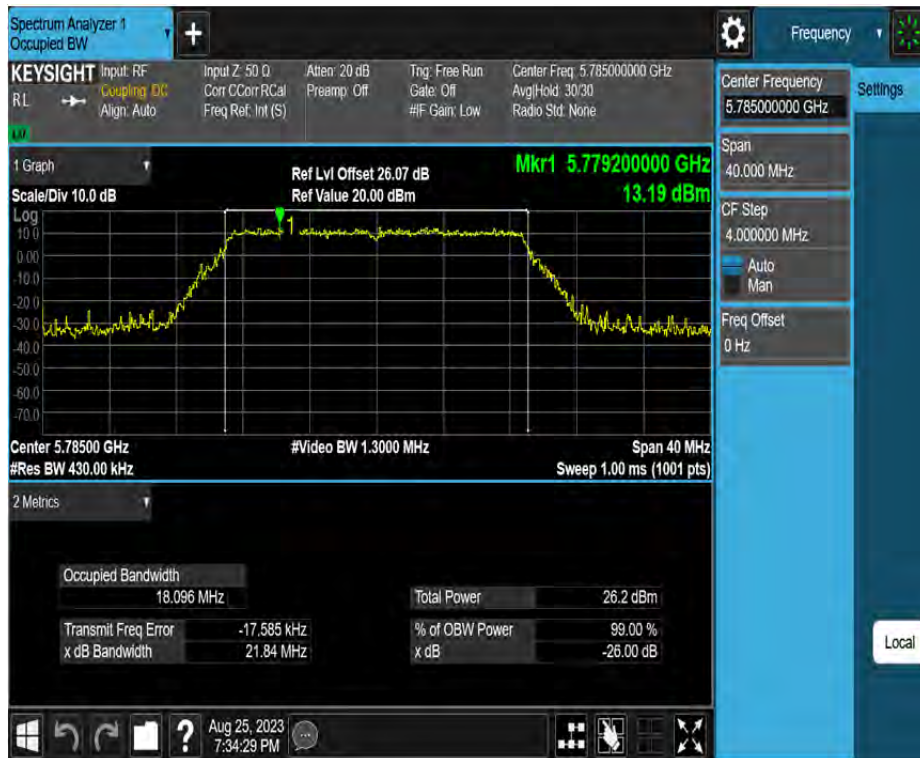 Spectrum Analyzer 1
Occupied BW
Frequency
KEYSIGHT
RL
Input: RF
Coupling: DC
Align: Auto
Input Z: 50 Ω
Corr CCorr RCal
Freq Ref: Int (S)
Atten: 20 dB
Preamp: Off
Trig: Free Run
Gate: Off
#IF Gain: Low
Center Freq: 5.785000000 GHz
Avg|Hold: 30/30
Radio Std: None
Center Frequency
5.785000000 GHz
Settings
Span
40.000 MHz
CF Step
4.000000 MHz
Auto
Man
Freq Offset
0 Hz
1 Graph
Scale/Div 10.0 dB
Ref Lvl Offset 26.07 dB
Ref Value 20.00 dBm
Mkr1 5.779200000 GHz
13.19 dBm
Log
10.0
0.00
-10.0
-20.0
-30.0
-40.0
-50.0
-60.0
-70.0
1
Center 5.78500 GHz
#Video BW 1.3000 MHz
Span 40 MHz
#Res BW 430.00 kHz
Sweep 1.00 ms (1001 pts)
2 Metrics
Occupied Bandwidth
18.096 MHz
Total Power 26.2 dBm
Transmit Freq Error -17.585 kHz
% of OBW Power 99.00 %
x dB Bandwidth 21.84 MHz
x dB -26.00 dB
Local
?
Aug 25, 2023
7:34:29 PM